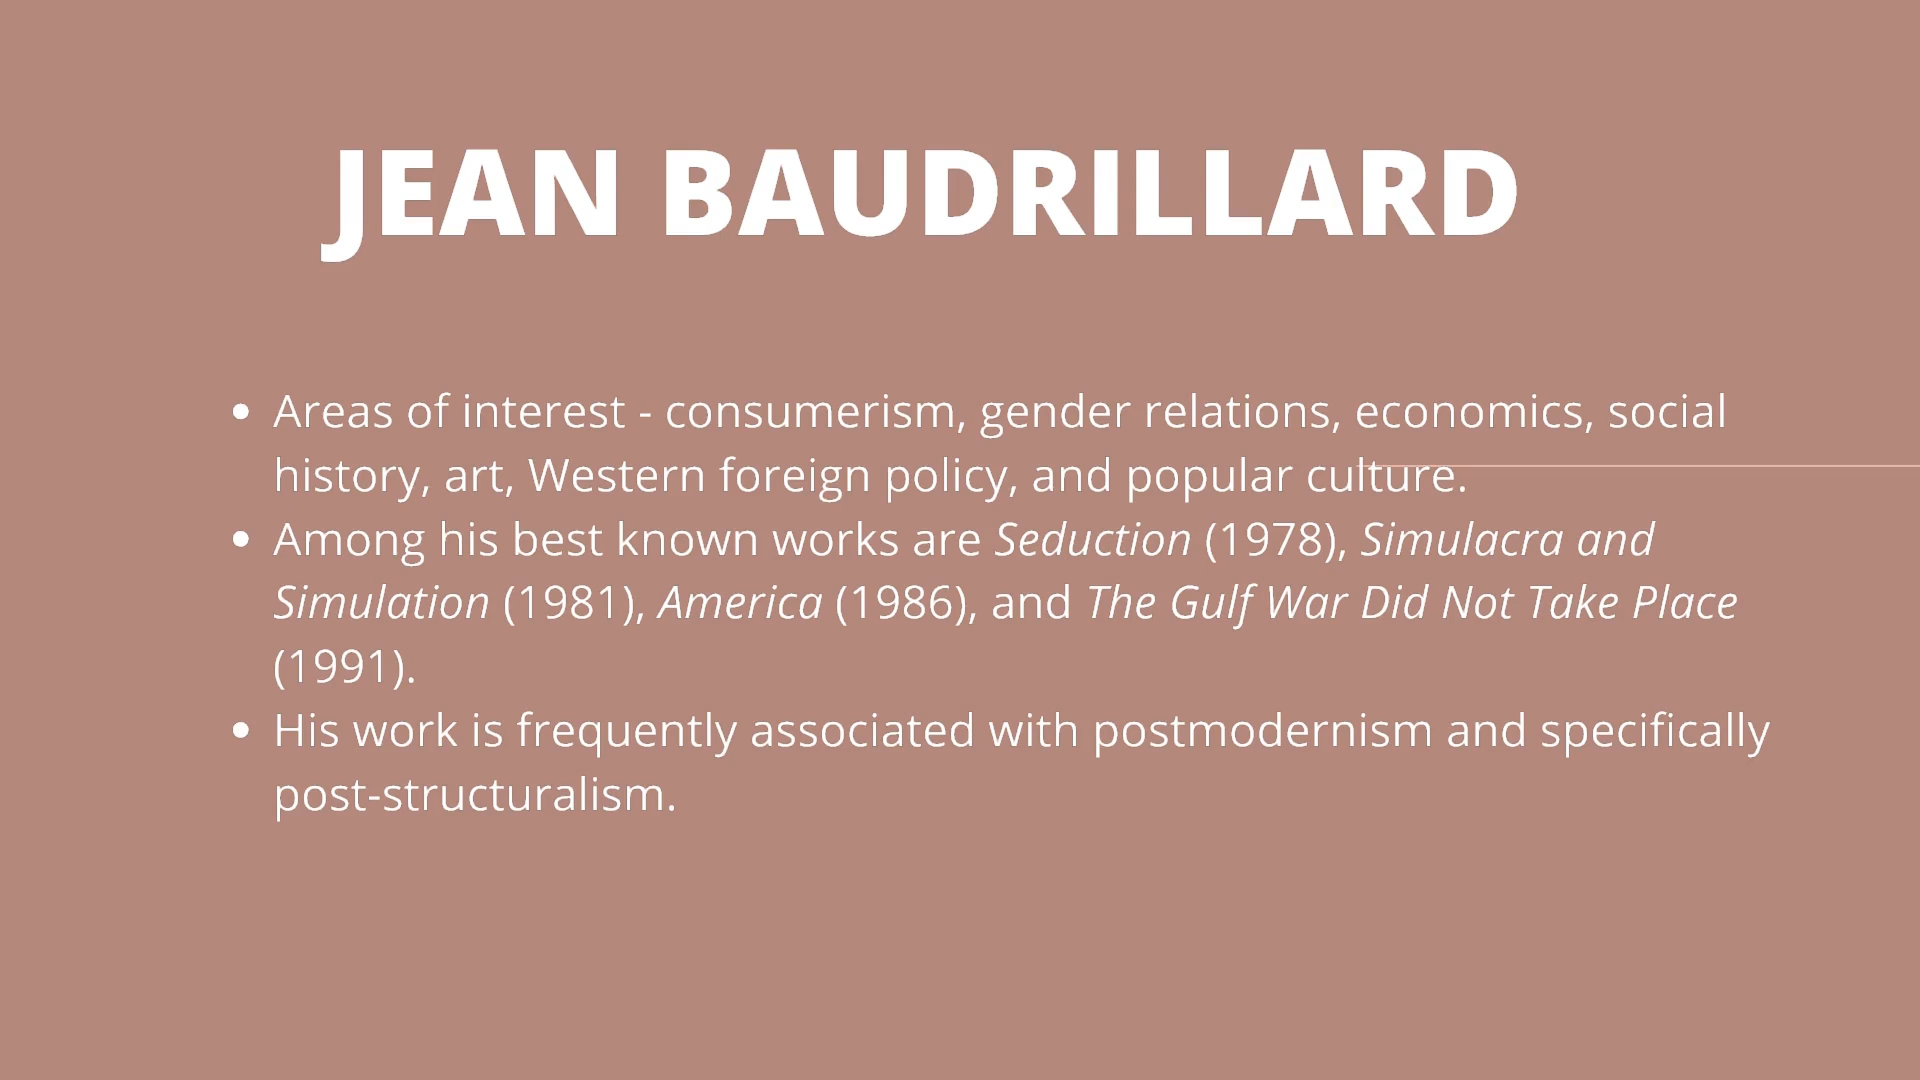 JEAN BAUDRILLARD
• Areas of interest - consumerism, gender relations, economics, social
history, art, Western foreign policy, and popular culture.
• Among his best known works are Seduction (1978), Simulacra and
Simulation (1981), America (1986), and The Gulf War Did Not Take Place
(1991).
• His work is frequently associated with postmodernism and specifically
post-structuralism.